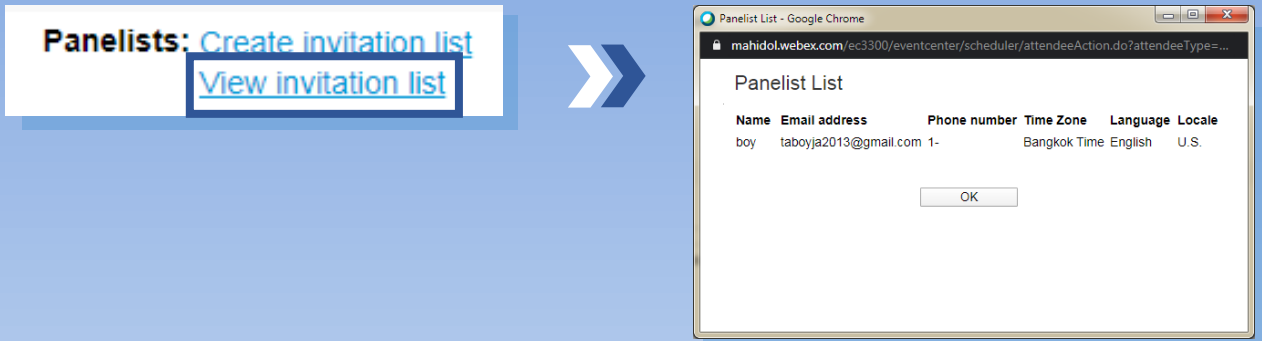 Panelists: Create invitation list
View invitation list
Panelist List - Google Chrome
mahidol.webex.com/ec3300/eventcenter/scheduler/attendeeAction.do?attendeeType=...
Panelist List
Name Email address Phone number Time Zone Language Locale
boy taboyja2013@gmail.com 1- Bangkok Time English U.S.
OK